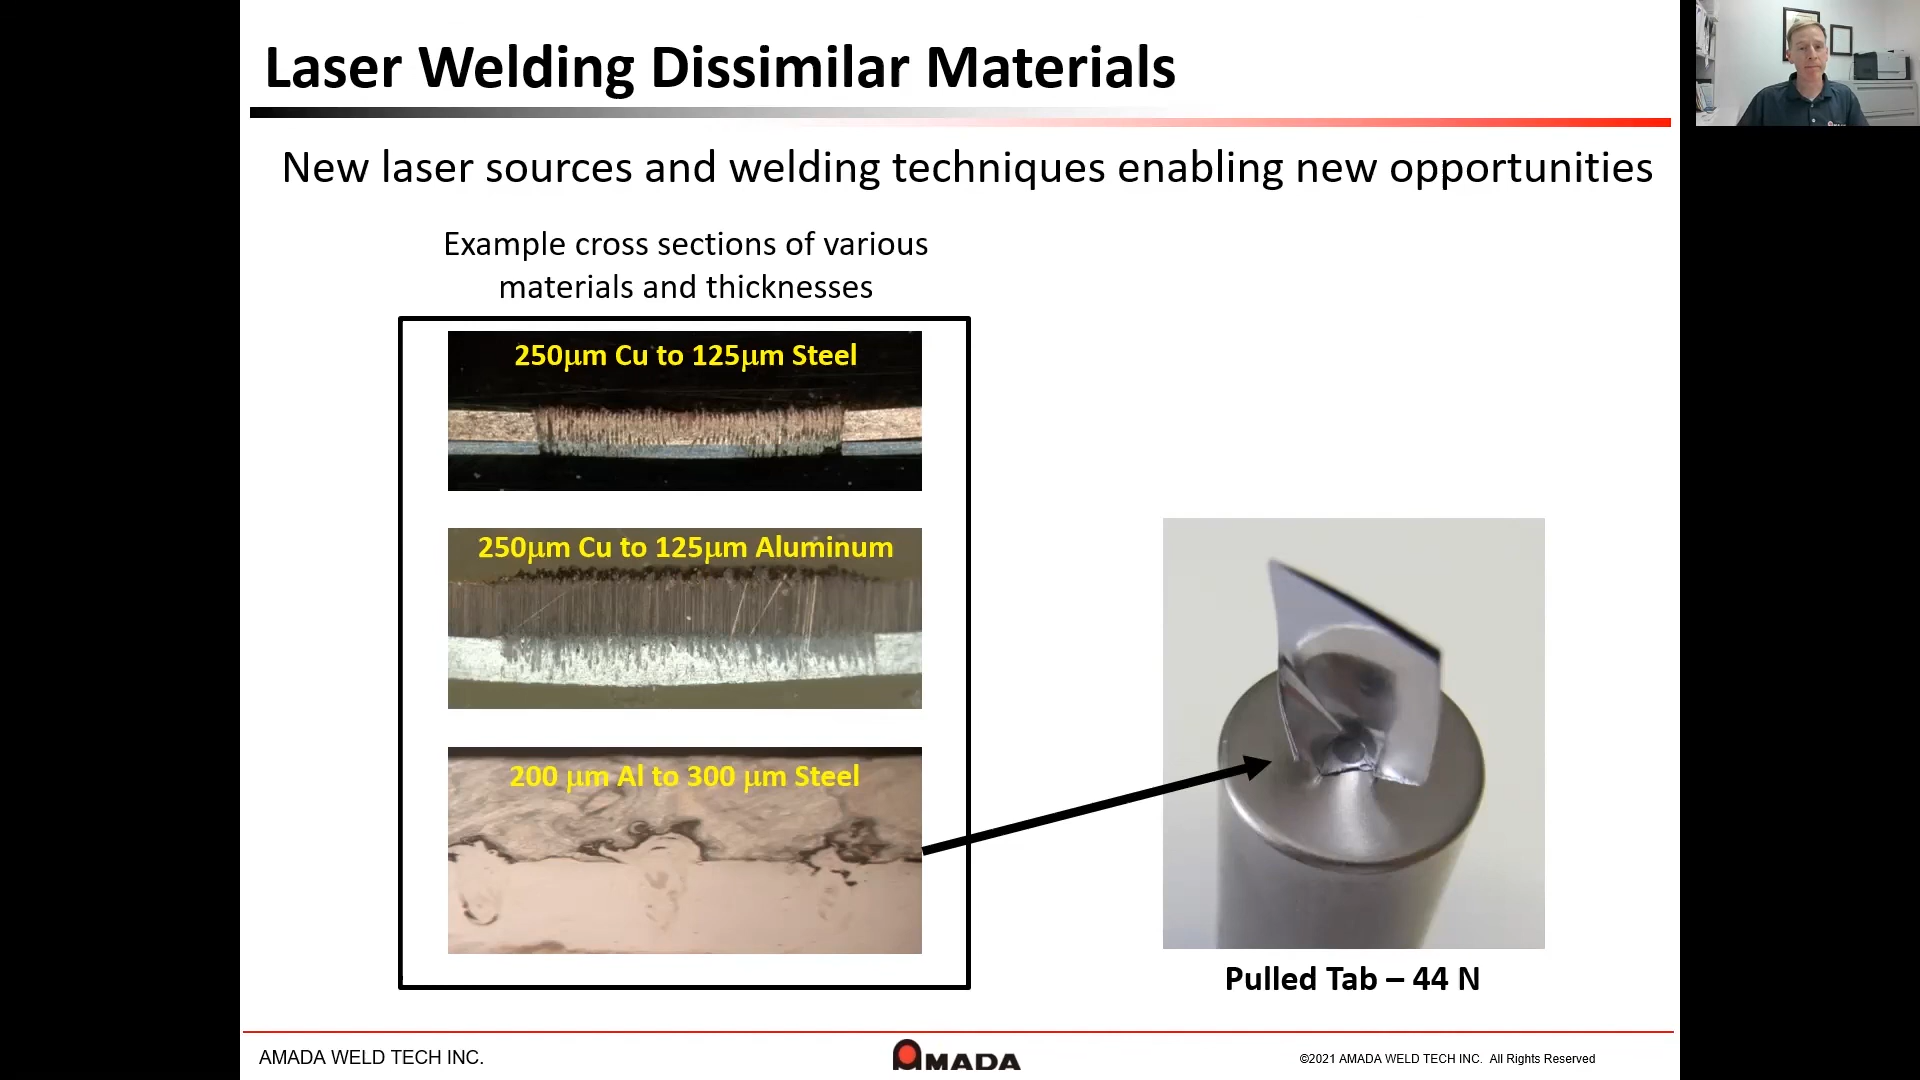 Laser Welding Dissimilar Materials
New laser sources and welding techniques enabling new opportunities
Example cross sections of various
materials and thicknesses
250μm Cu to 125μm Steel
250μm Cu to 125μm Aluminum
200 μm Al to 300 μm Steel
Pulled Tab – 44 N
AMADA WELD TECH INC.
AMADA
©2021 AMADA WELD TECH INC. All Rights Reserved